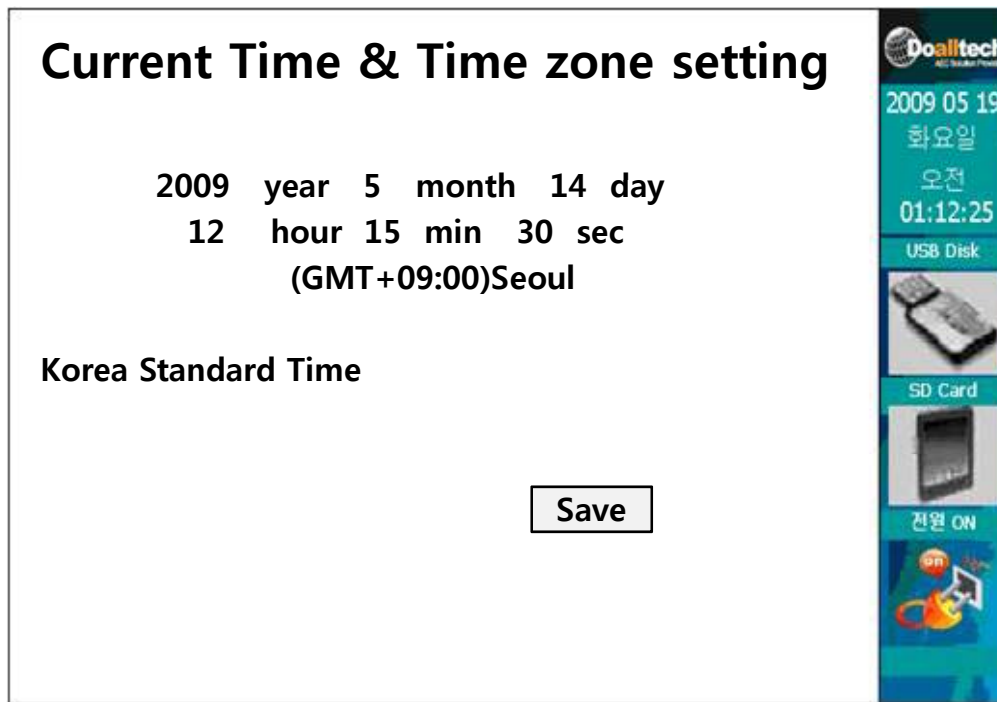 Current Time & Time zone setting
2009 year 5 month 14 day
12 hour 15 min 30 sec
(GMT+09:00)Seoul
Korea Standard Time
Save
Doalltech
2009 05 19
화요일
오전
01:12:25
USB Disk
SD Card
전원 ON
on